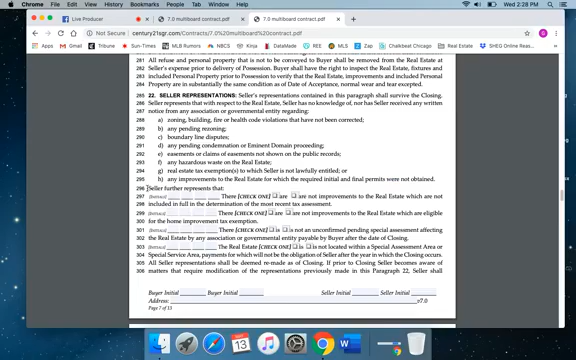 Chrome File Edit View History Bookmarks People Tab Window Help
Wed 2:28 PM
Live Producer
7.0 multiboard contract.pdf
7.0 multiboard contract.pdf
Not Secure | century21sgr.com/Contracts/7.0%20multiboard%20contract.pdf
Apps Tribune Sun-Times MLB Rumors NBC Kinja DataMade REE Yahoo! NFBW Chalkbeat Chicago Real Estate SHEQ Online Resour
281 All refuse and personal property that is not to be conveyed to Buyer shall be removed from the Real Estate at
282 Seller's expense prior to delivery of Possession. Buyer shall have the right to inspect the Real Estate, fixtures and
283 included Personal Property prior to Possession to verify that the Real Estate, improvements and included Personal
284 Property are in substantially the same condition as of Date of Acceptance, normal wear and tear excepted.
285 22. SELLER REPRESENTATIONS: Seller's representations contained in this paragraph shall survive the Closing.
286 Seller represents that with respect to the Real Estate, Seller has no knowledge of, nor has Seller received any written
287 notice from any association or governmental entity regarding:
288 a) zoning, building, fire or health code violations that have not been corrected;
289 b) any pending rezoning;
290 c) boundary line disputes;
291 d) any pending condemnation or Eminent Domain proceeding;
292 e) easements or claims of easements not shown on the public records;
293 f) any hazardous waste on the Real Estate;
294 g) real estate tax exemption(s) to which Seller is not lawfully entitled; or
295 h) any improvements to the Real Estate for which the required initial and final permits were not obtained.
296 Seller further represents that:
297 [INITIALS] There [CHECK ONE] are are not improvements to the Real Estate which are not
298 included in full in the determination of the most recent tax assessment.
299 [INITIALS] There [CHECK ONE] are are not improvements to the Real Estate which are eligible
300 for the home improvement tax exemption.
301 [INITIALS] There [CHECK ONE] is is not an unconfirmed pending special assessment affecting
302 the Real Estate by any association or governmental entity payable by Buyer after the date of Closing.
303 [INITIALS] The Real Estate [CHECK ONE] is is not located within a Special Assessment Area or
304 Special Service Area, payments for which will not be the obligation of Seller after the year in which the Closing occurs.
305 All Seller representations shall be deemed re-made as of Closing. If prior to Closing Seller becomes aware of
306 matters that require modification of the representations previously made in this Paragraph 22, Seller shall
Buyer Initial Buyer Initial Seller Initial Seller Initial
Address: v7.0
Page 7 of 13